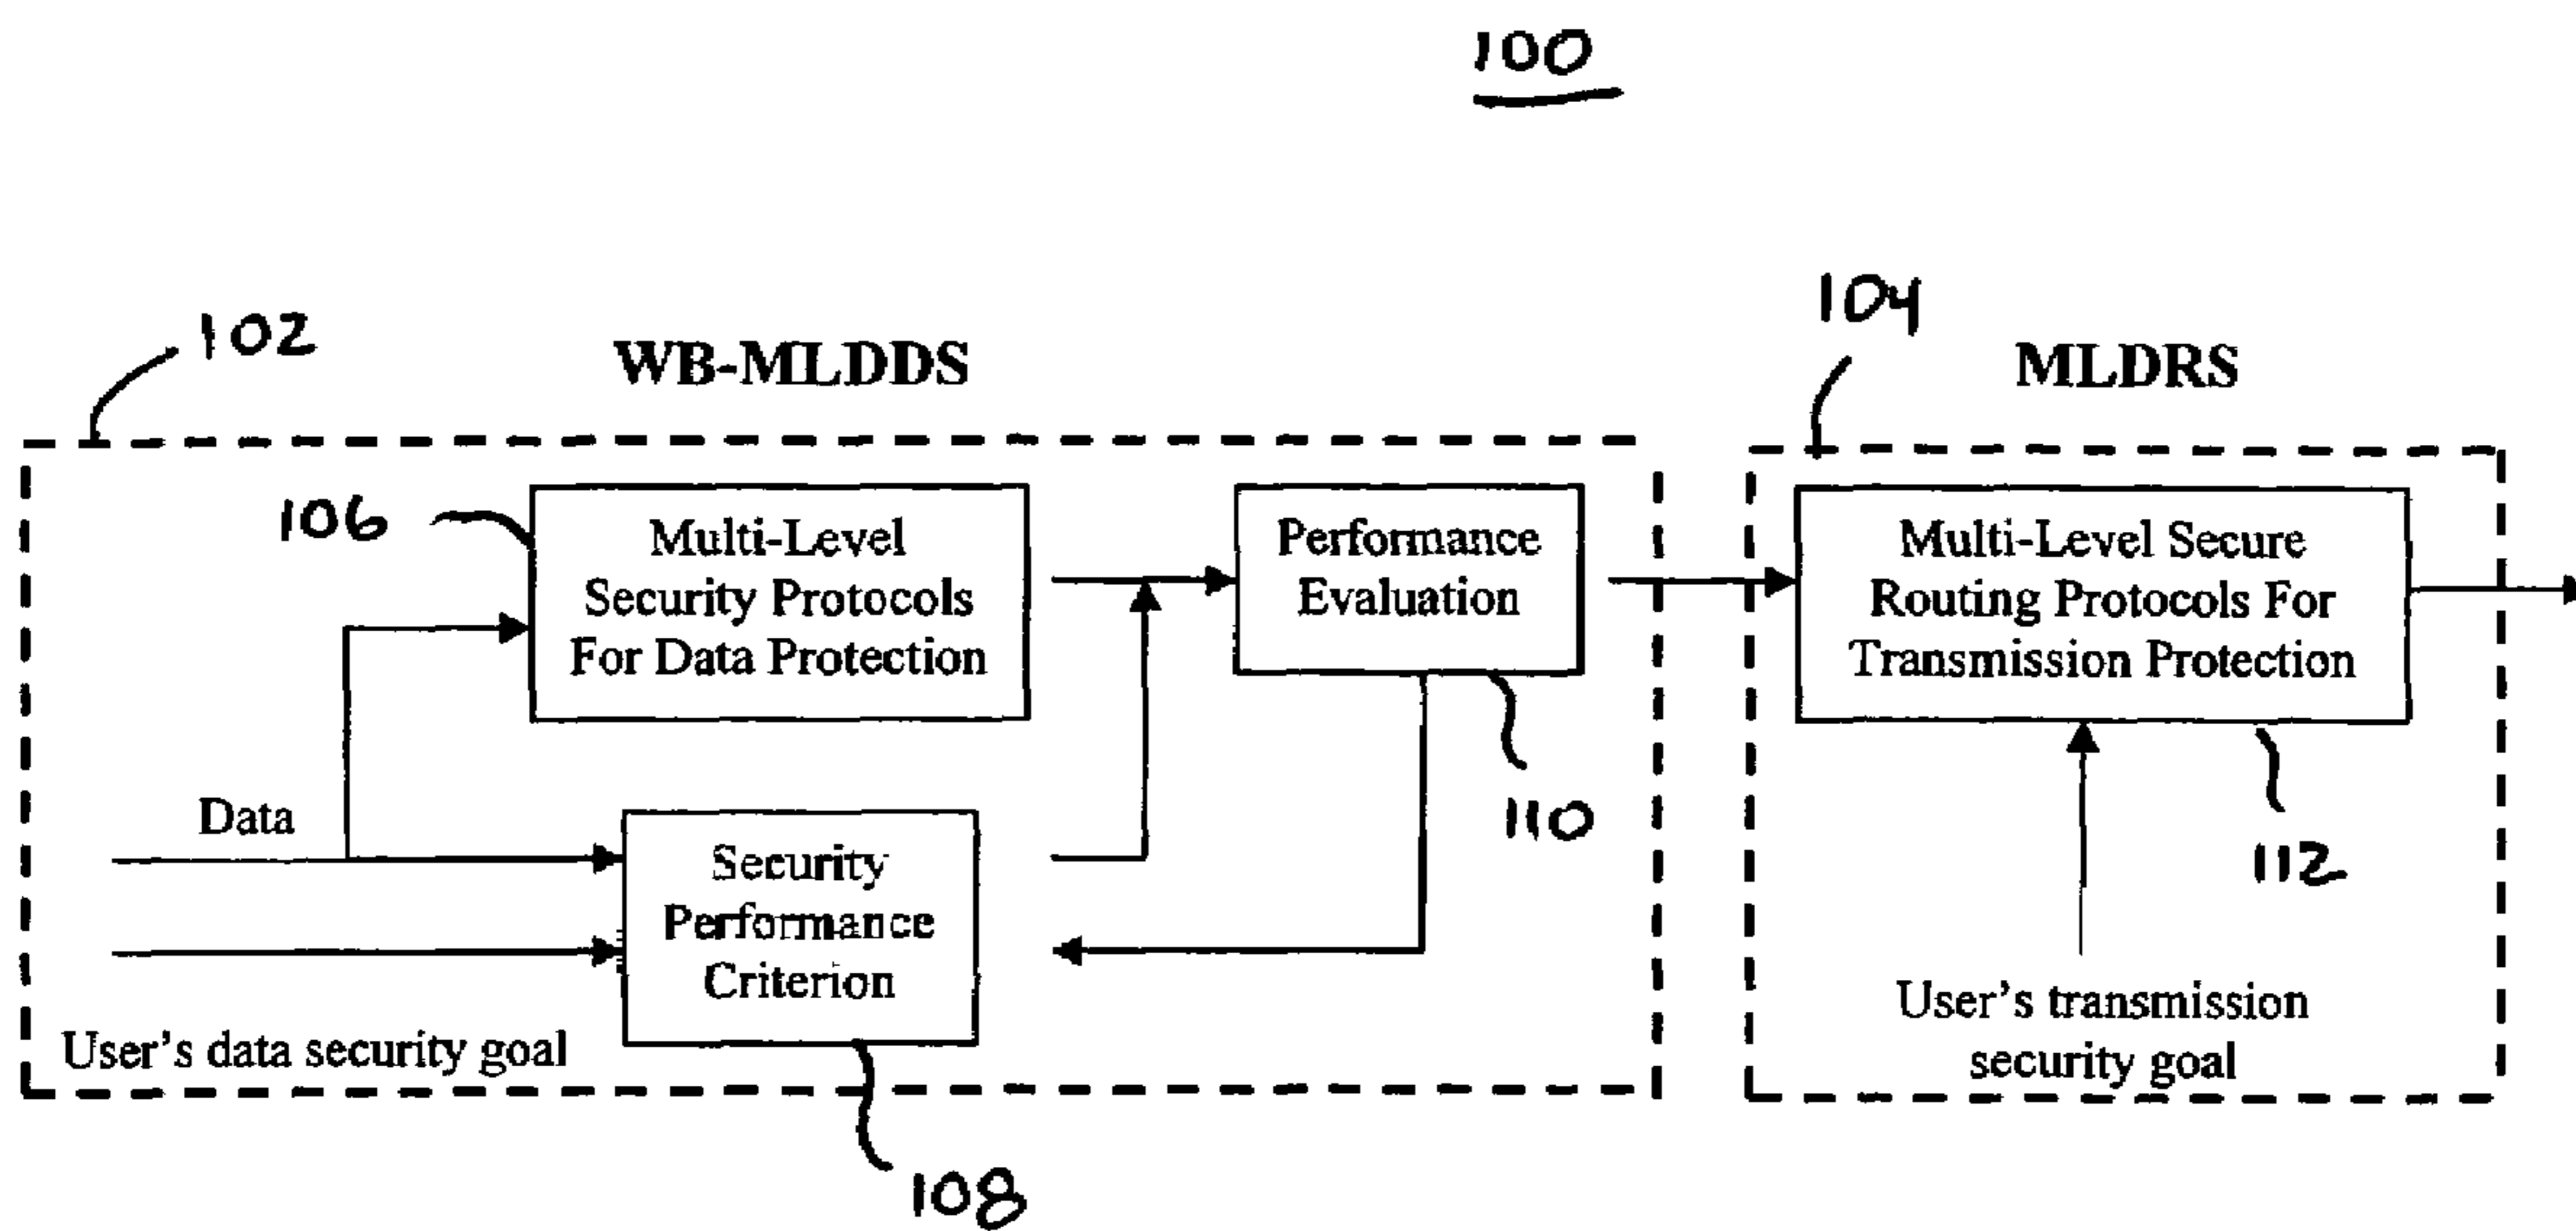 100
102
WB-MLDDS
104
MLDRS
106
Multi-Level
Security Protocols
For Data Protection
Performance
Evaluation
Multi-Level Secure
Routing Protocols For
Transmission Protection
Data
110
112
Security
Performance
Criterion
User's data security goal
User's transmission
security goal
108